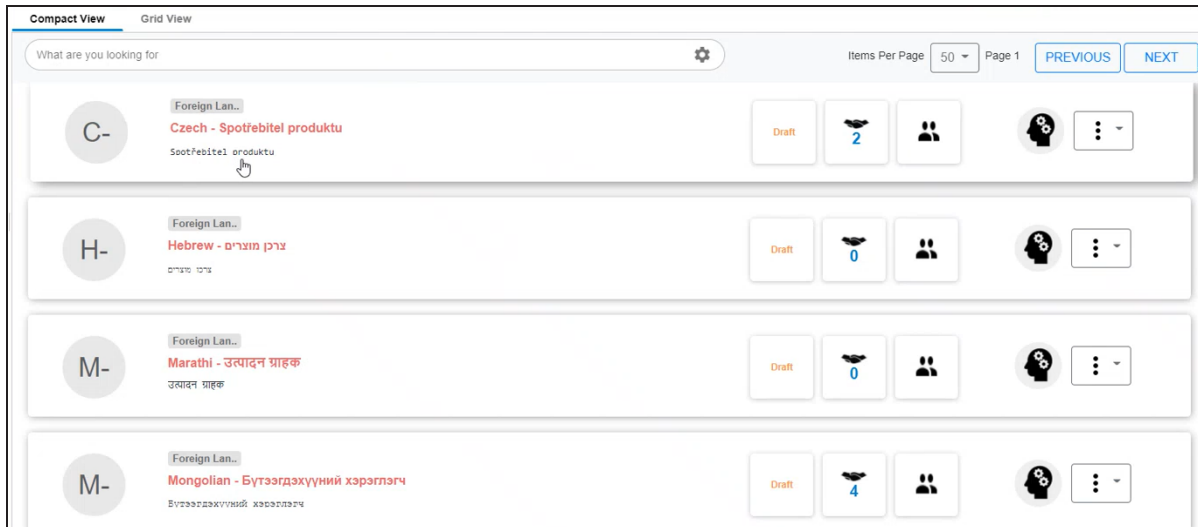 Compact View Grid View
What are you looking for Items Per Page 50 Page 1 PREVIOUS NEXT
Foreign Lan..
C- Czech - Spotřebitel produktu Draft 2
Spotřebitel produktu
Foreign Lan..
H- Hebrew - צרכן מוצרים Draft 0
צרכן מוצרים
Foreign Lan..
M- Marathi - उत्पादन ग्राहक Draft 0
उत्पादन ग्राहक
Foreign Lan..
M- Mongolian - Бүтээгдэхүүний хэрэглэгч Draft 4
Бүтээгдэхүүний хэрэглэгч